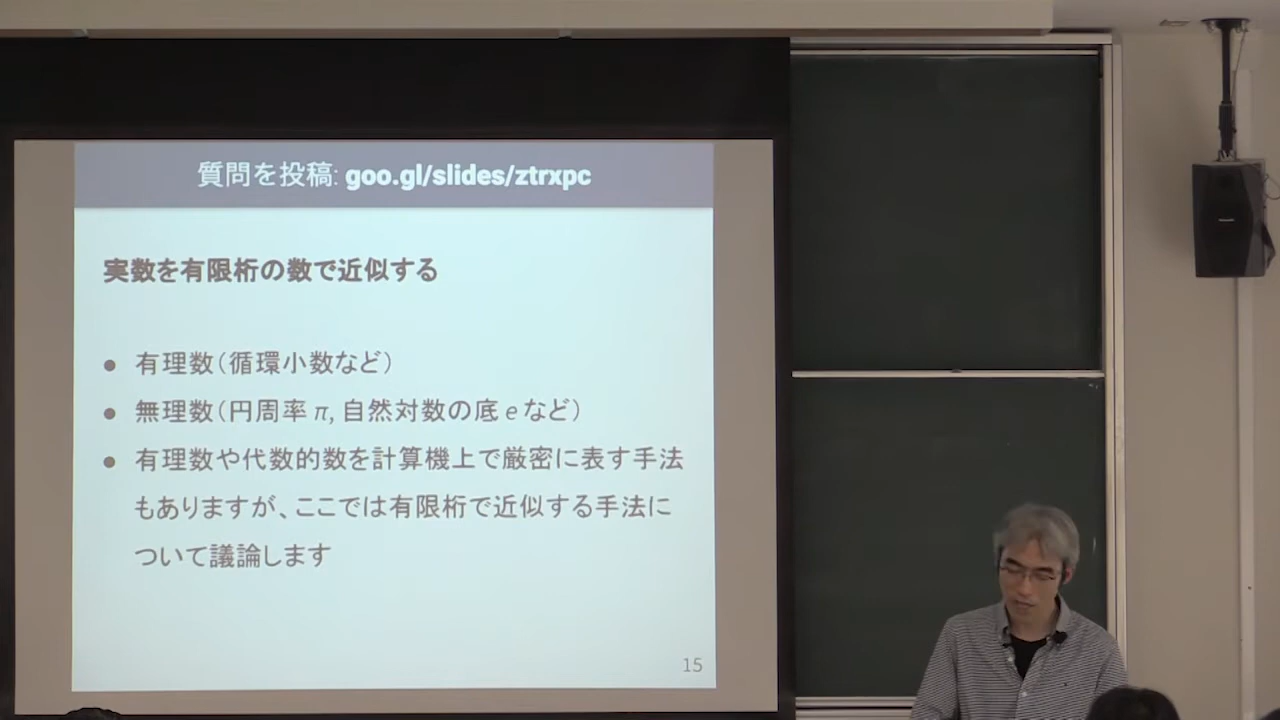 質問を投稿: goo.gl/slides/ztrxpc
実数を有限桁の数で近似する
● 有理数（循環小数など）
● 無理数（円周率 π, 自然対数の底 e など）
● 有理数や代数的数を計算機上で厳密に表す手法
もありますが、ここでは有限桁で近似する手法に
ついて議論します
15